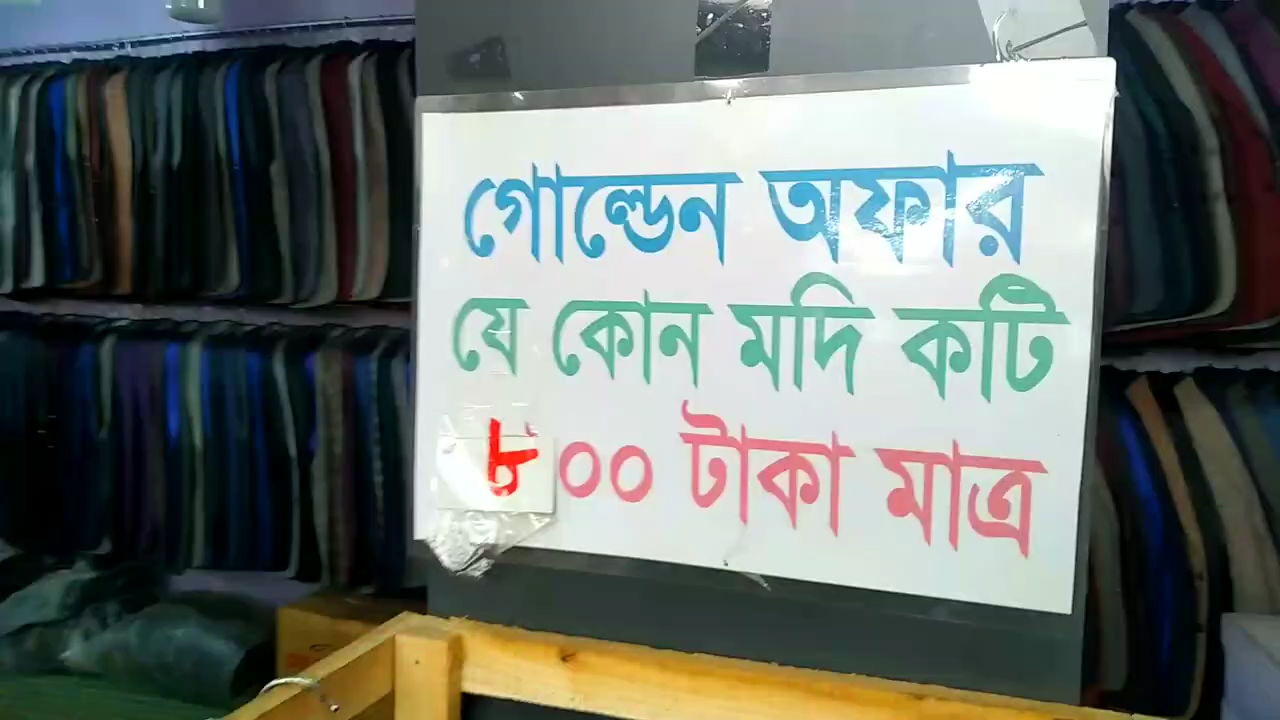 গোল্ডেন অফার
যে কোন মদি কটি
৮০০ টাকা মাত্র